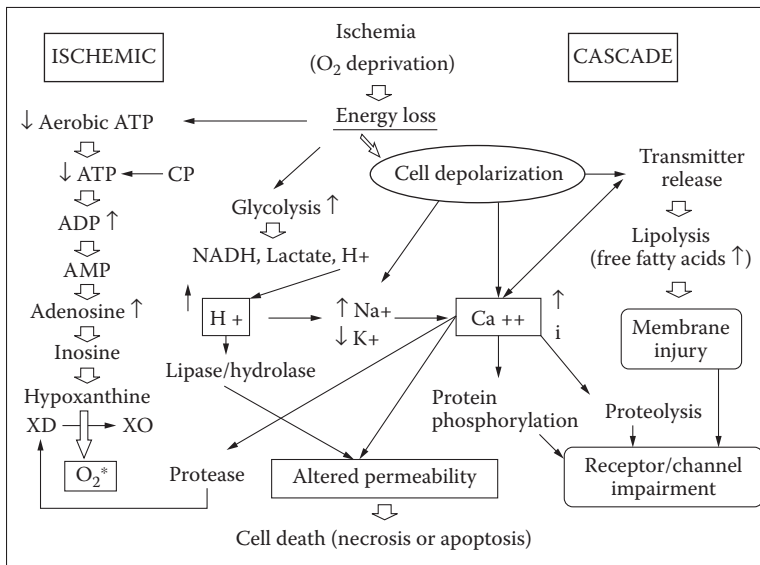 ISCHEMIC
Ischemia
(O₂ deprivation)
CASCADE
↓ Aerobic ATP
Energy loss
↓ ATP
CP
Cell depolarization
Transmitter
release
ADP ↑
Glycolysis ↑
Lipolysis
(free fatty acids ↑)
AMP
NADH, Lactate, H+
Adenosine ↑
↑
H +
↑ Na+
↓ K+
Ca ++
↑
i
Membrane
injury
Inosine
Lipase/hydrolase
Hypoxanthine
Protein
phosphorylation
Proteolysis
XD
XO
O₂*
Protease
Altered permeability
Receptor/channel
impairment
Cell death (necrosis or apoptosis)